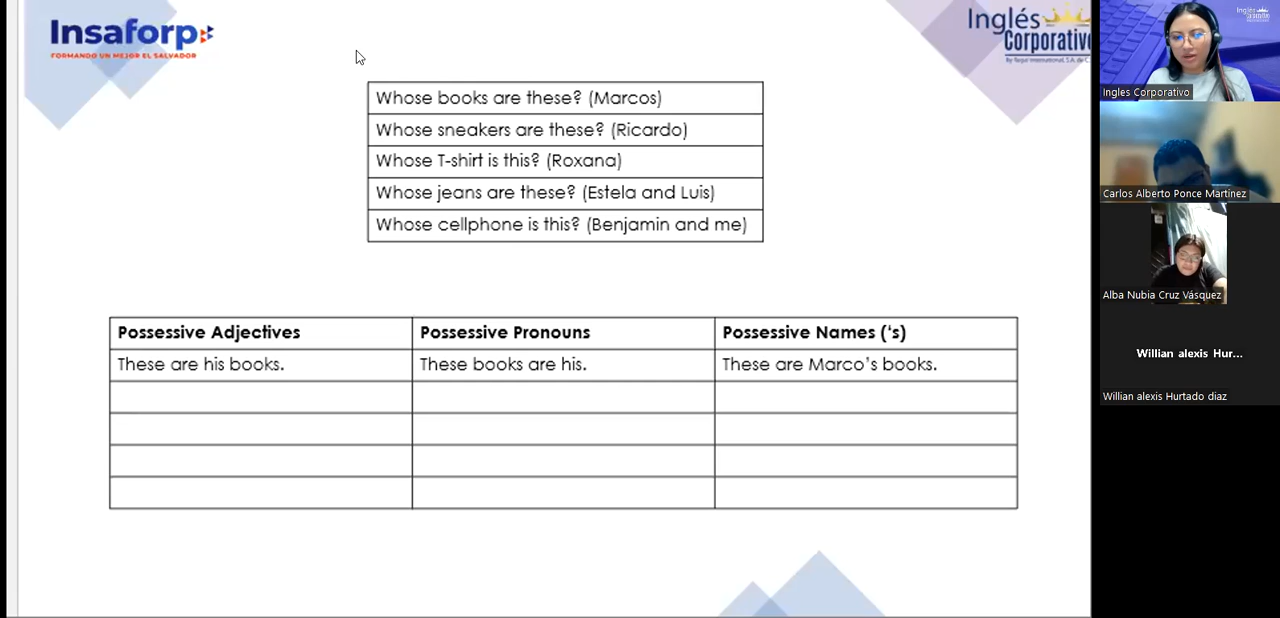 Insaforp
FORMANDO UN MEJOR EL SALVADOR
Inglés
Corporativo
Whose books are these? (Marcos)
Whose sneakers are these? (Ricardo)
Whose T-shirt is this? (Roxana)
Whose jeans are these? (Estela and Luis)
Whose cellphone is this? (Benjamin and me)
Possessive Adjectives Possessive Pronouns Possessive Names ('s)
These are his books. These books are his. These are Marco's books.
Ingles Corporativo
Carlos Alberto Ponce Martinez
Alba Nubia Cruz Vásquez
Willian alexis Hur...
Willian alexis Hurtado diaz